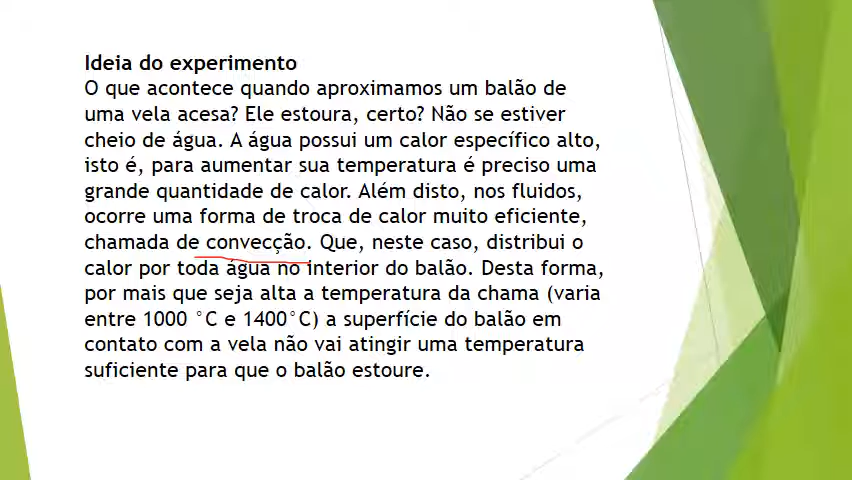 Ideia do experimento
O que acontece quando aproximamos um balão de
uma vela acesa? Ele estoura, certo? Não se estiver
cheio de água. A água possui um calor específico alto,
isto é, para aumentar sua temperatura é preciso uma
grande quantidade de calor. Além disto, nos fluidos,
ocorre uma forma de troca de calor muito eficiente,
chamada de convecção. Que, neste caso, distribui o
calor por toda água no interior do balão. Desta forma,
por mais que seja alta a temperatura da chama (varia
entre 1000 °C e 1400°C) a superfície do balão em
contato com a vela não vai atingir uma temperatura
suficiente para que o balão estoure.